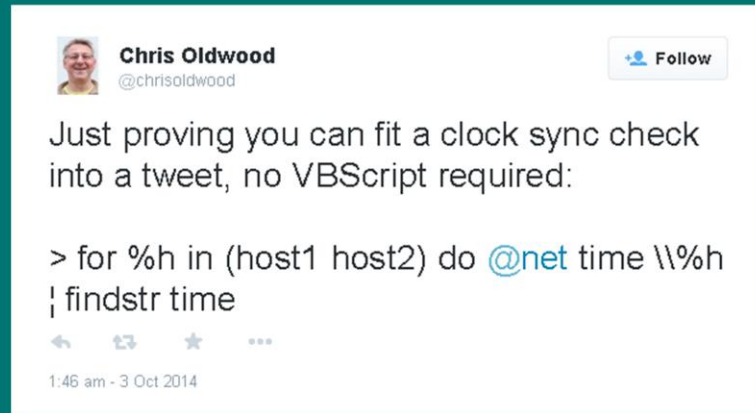 Chris Oldwood
@chrisoldwood
Follow
Just proving you can fit a clock sync check
into a tweet, no VBScript required:
> for %h in (host1 host2) do @net time \\%h
¦ findstr time
1:46 am - 3 Oct 2014